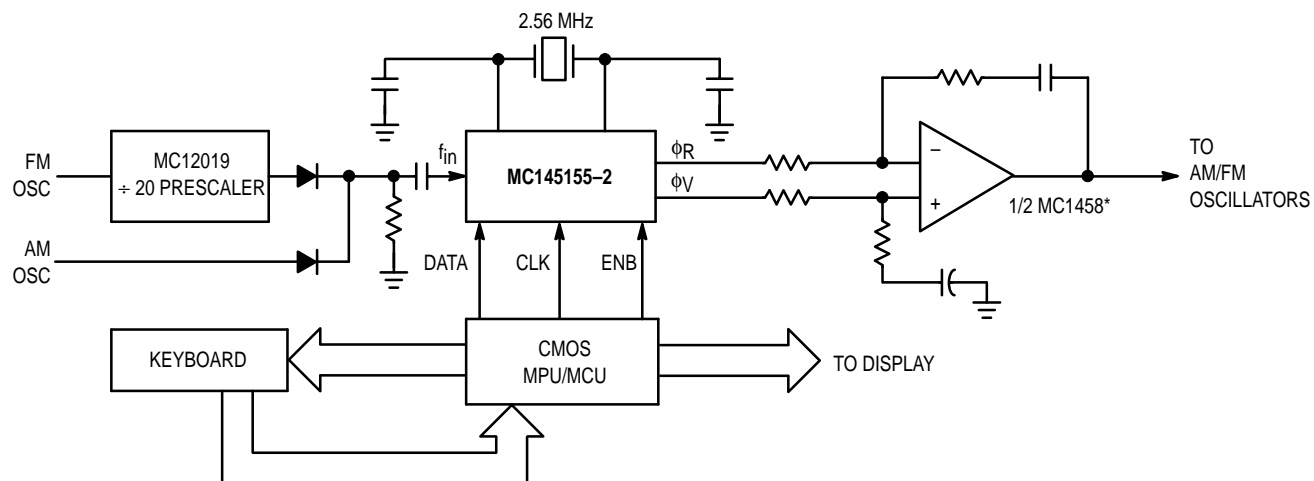 2.56 MHz
FM
OSC
MC12019
÷ 20 PRESCALER
fin
MC145155–2
ϕR
ϕV
–
+
1/2 MC1458*
TO
AM/FM
OSCILLATORS
AM
OSC
DATA
CLK
ENB
KEYBOARD
CMOS
MPU/MCU
TO DISPLAY